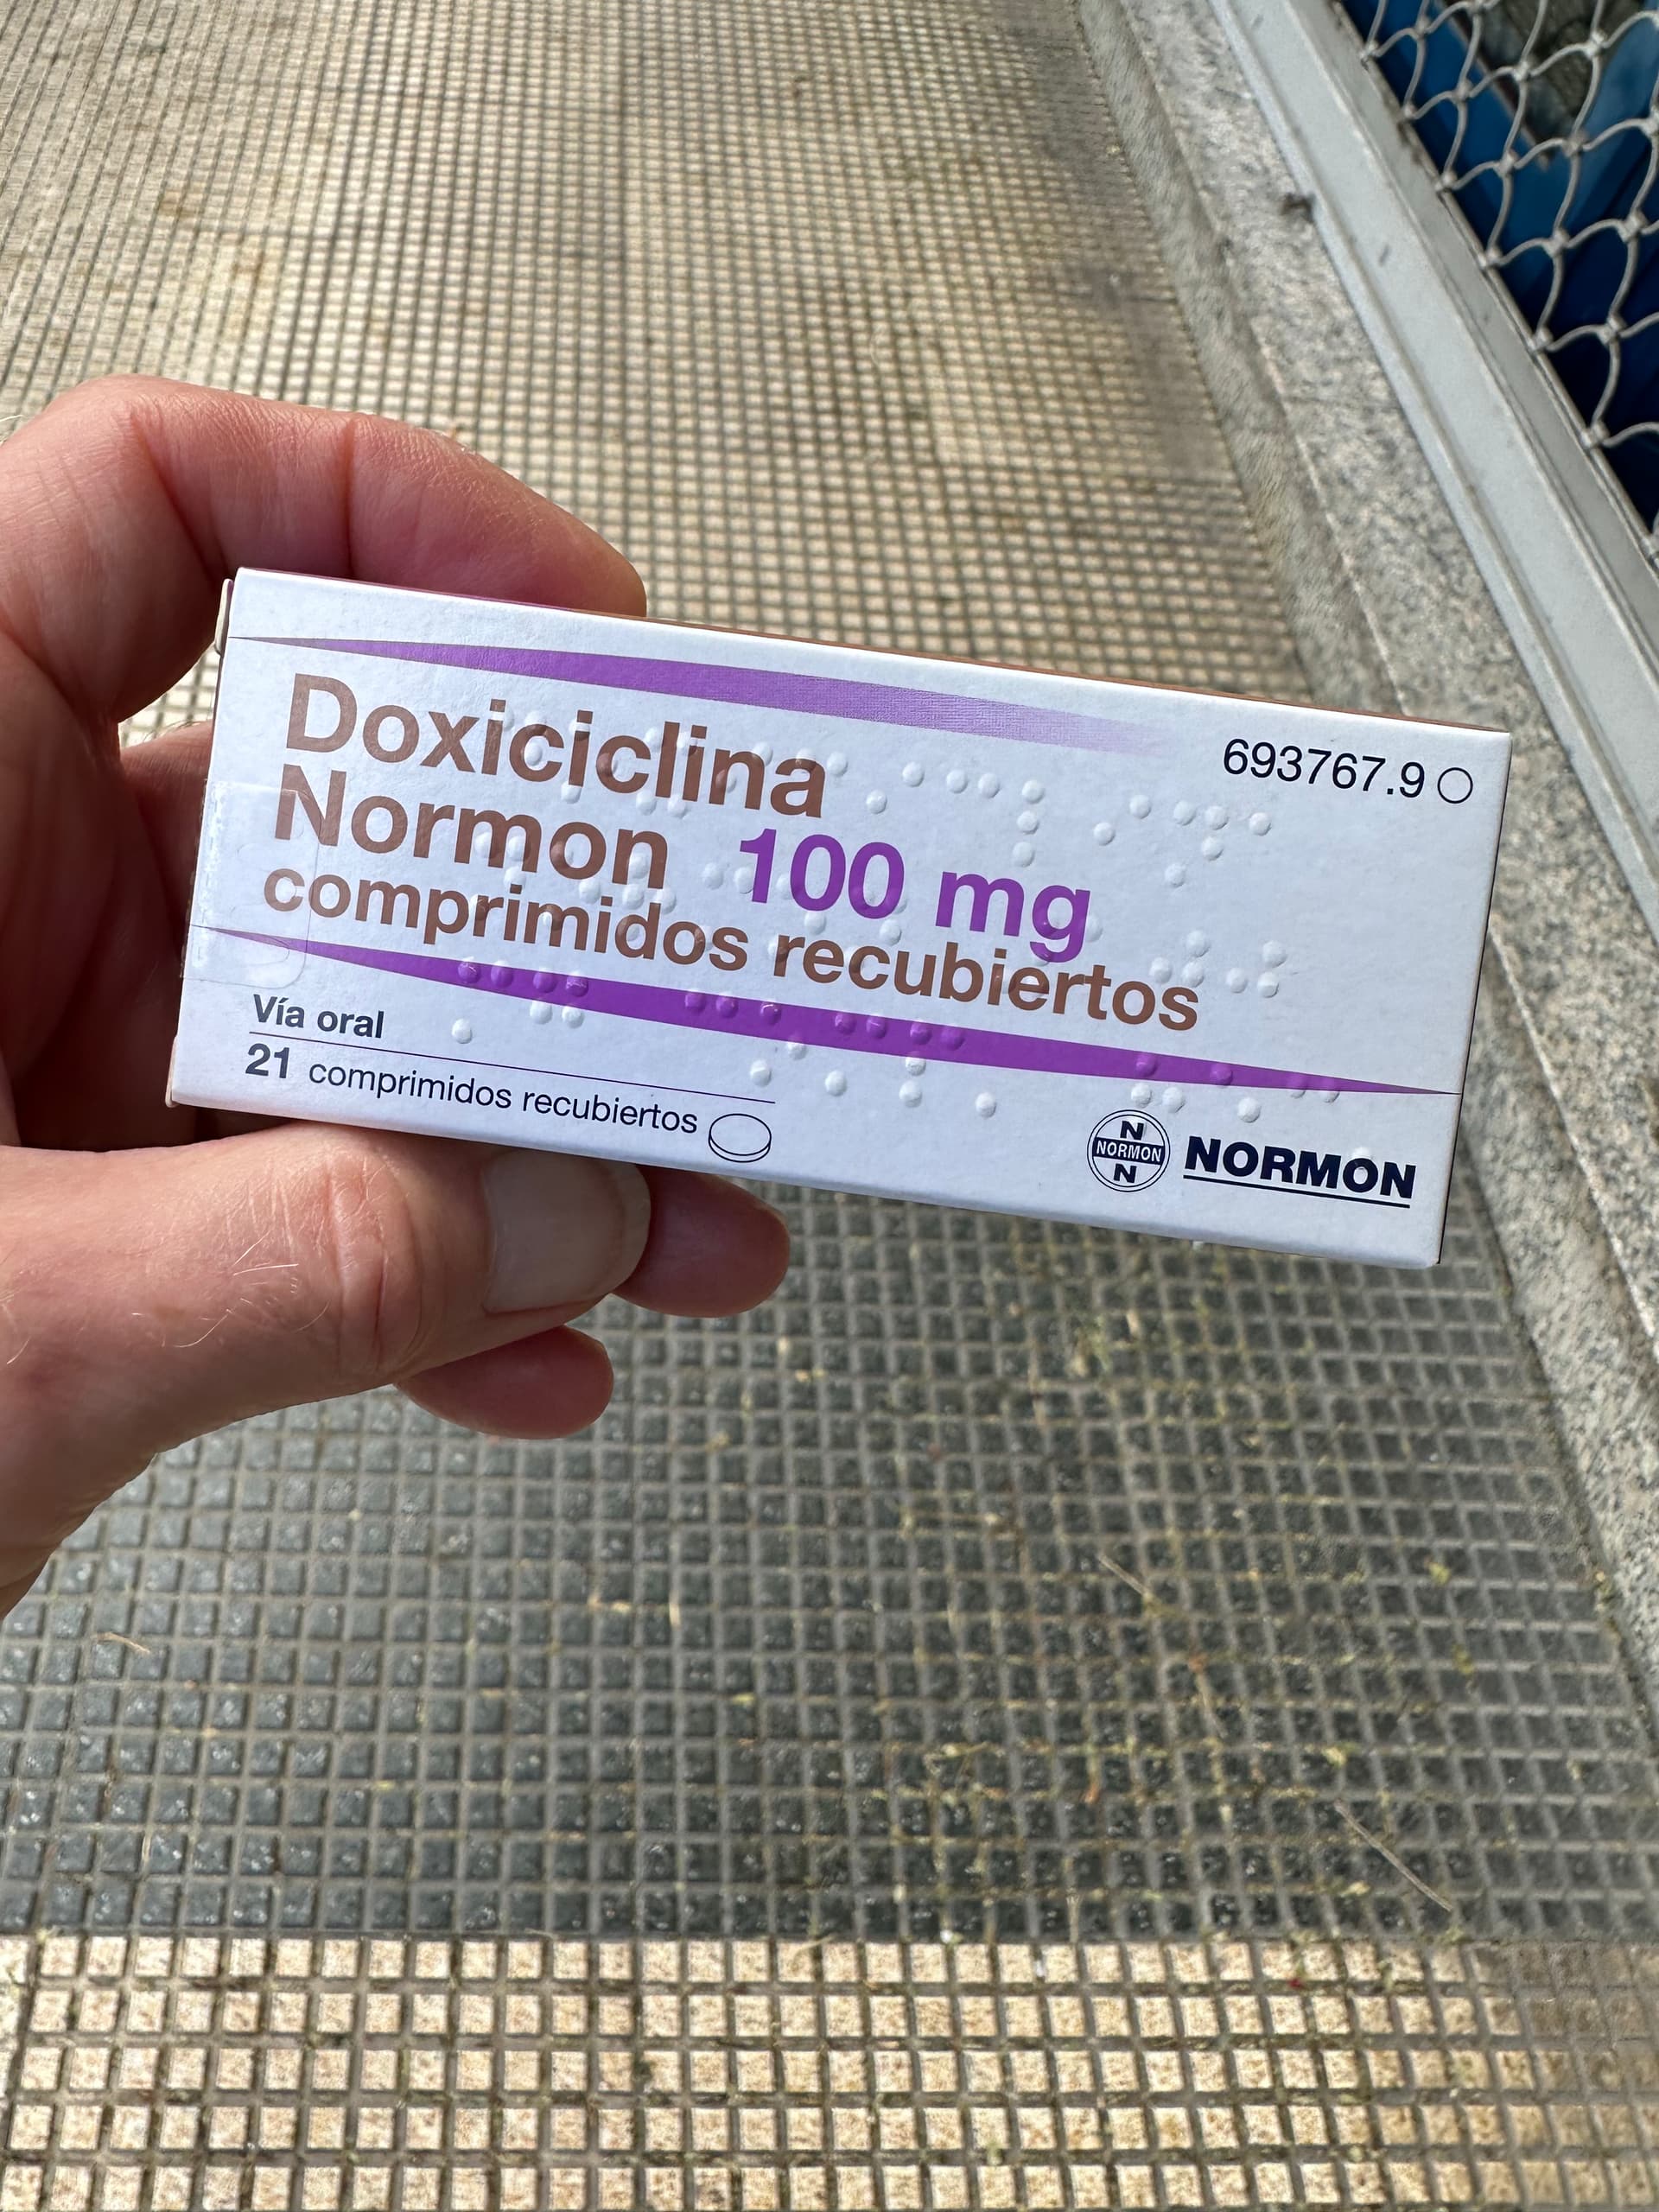 Doxiciclina
693767.9
Normon 100 mg
comprimidos recubiertos
Vía oral
21 comprimidos recubiertos
N
NORMON
N
NORMON